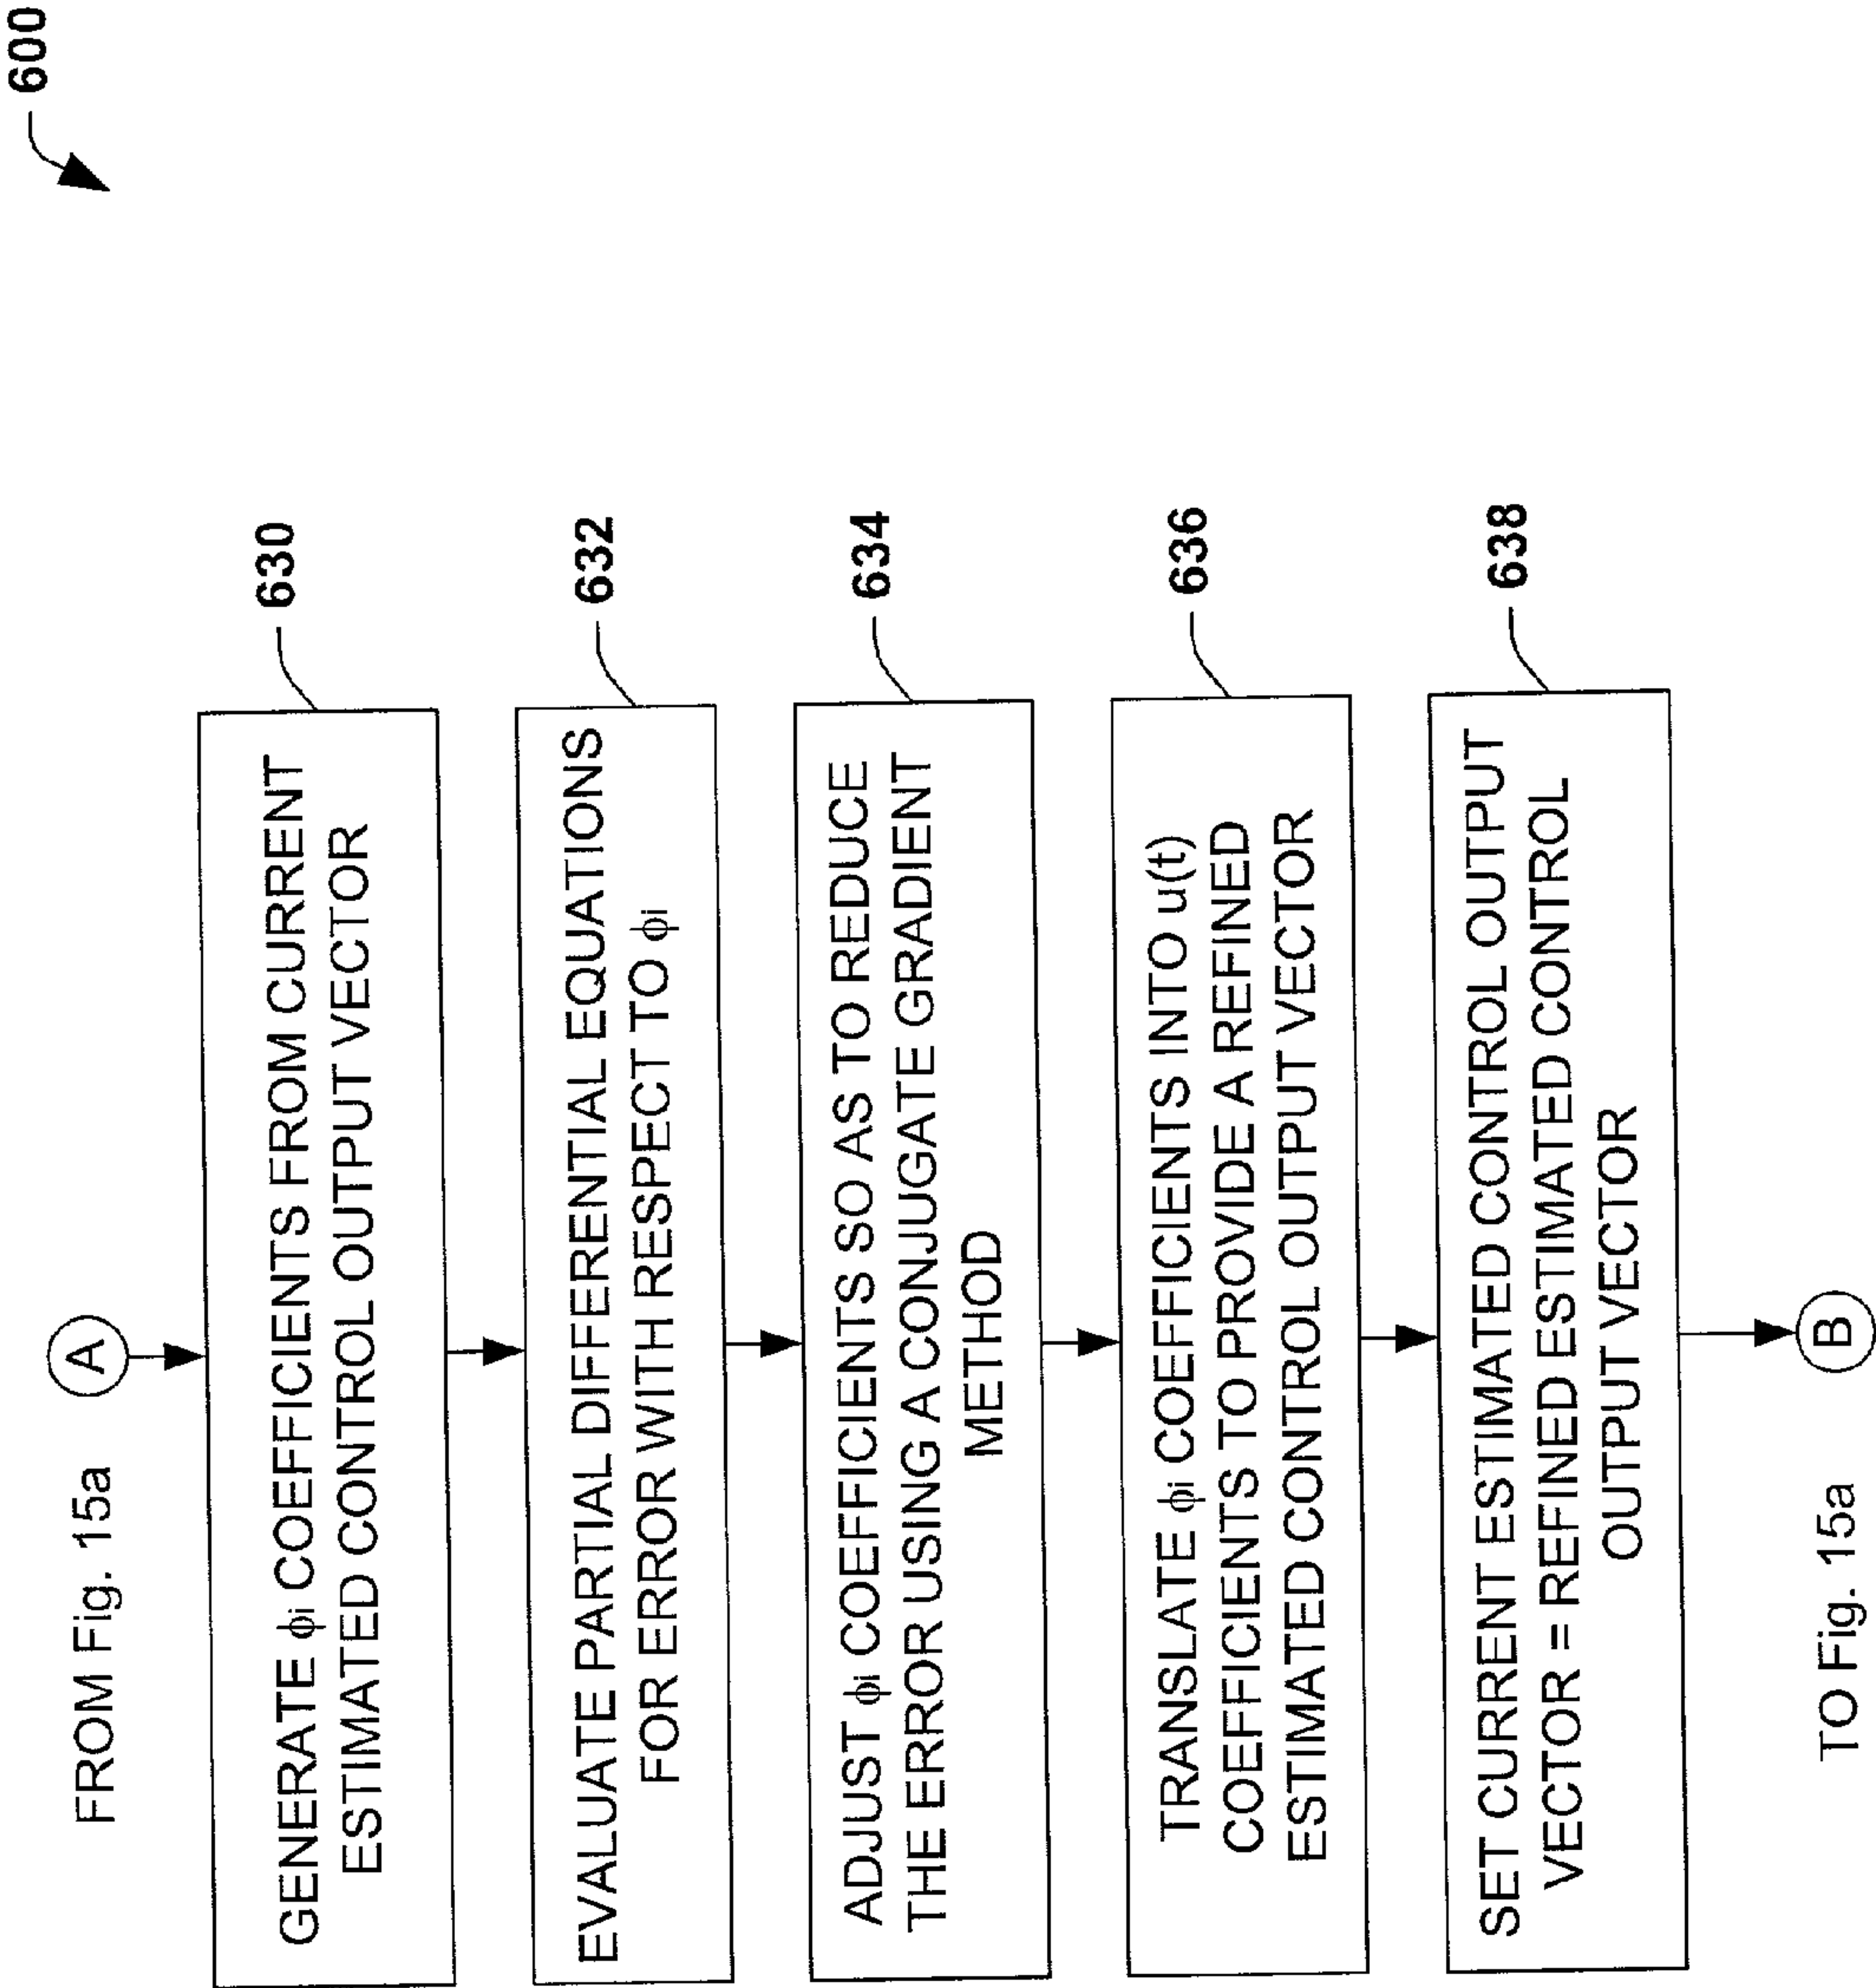 600
FROM Fig. 15a
A
GENERATE ϕi COEFFICIENTS FROM CURRENT
ESTIMATED CONTROL OUTPUT VECTOR
630
EVALUATE PARTIAL DIFFERENTIAL EQUATIONS
FOR ERROR WITH RESPECT TO ϕi
632
ADJUST ϕi COEFFICIENTS SO AS TO REDUCE
THE ERROR USING A CONJUGATE GRADIENT
METHOD
634
TRANSLATE ϕi COEFFICIENTS INTO u(t)
COEFFICIENTS TO PROVIDE A REFINED
ESTIMATED CONTROL OUTPUT VECTOR
636
SET CURRENT ESTIMATED CONTROL OUTPUT
VECTOR = REFINED ESTIMATED CONTROL
OUTPUT VECTOR
638
B
TO Fig. 15a